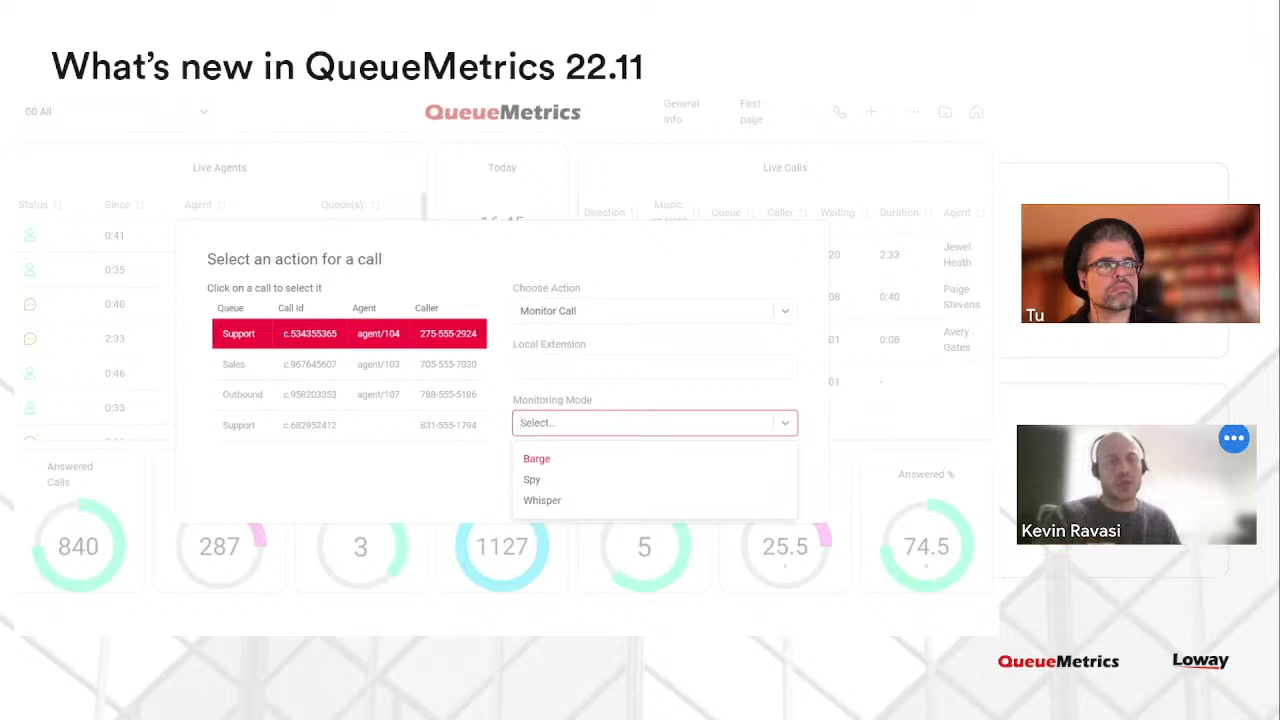 What's new in QueueMetrics 22.11
00 All
QueueMetrics
General
Info
First
page
Live Agents
Today
Live Calls
Status
Since
Agent
Queue(s)
Direction
Music
on Hold
Queue
Caller
Waiting
Duration
Agent
0:41
0:35
0:40
2:33
0:46
0:33
16:45
20
2:33
Jewel
Heath
08
0:40
Paige
Stevens
01
0:08
Avery
Gates
01
-
Select an action for a call
Click on a call to select it
Queue
Call Id
Agent
Caller
Support
c.534355365
agent/104
275-555-2924
Sales
c.967645607
agent/103
705-555-7030
Outbound
c.958203353
agent/107
788-555-5186
Support
c.682952412
831-555-1794
Choose Action
Monitor Call
Local Extension
Monitoring Mode
Select...
Barge
Spy
Whisper
Answered
Calls
840
287
3
1127
5
25.5
%
Answered %
74.5
%
Tu
Kevin Ravasi
QueueMetrics
Loway